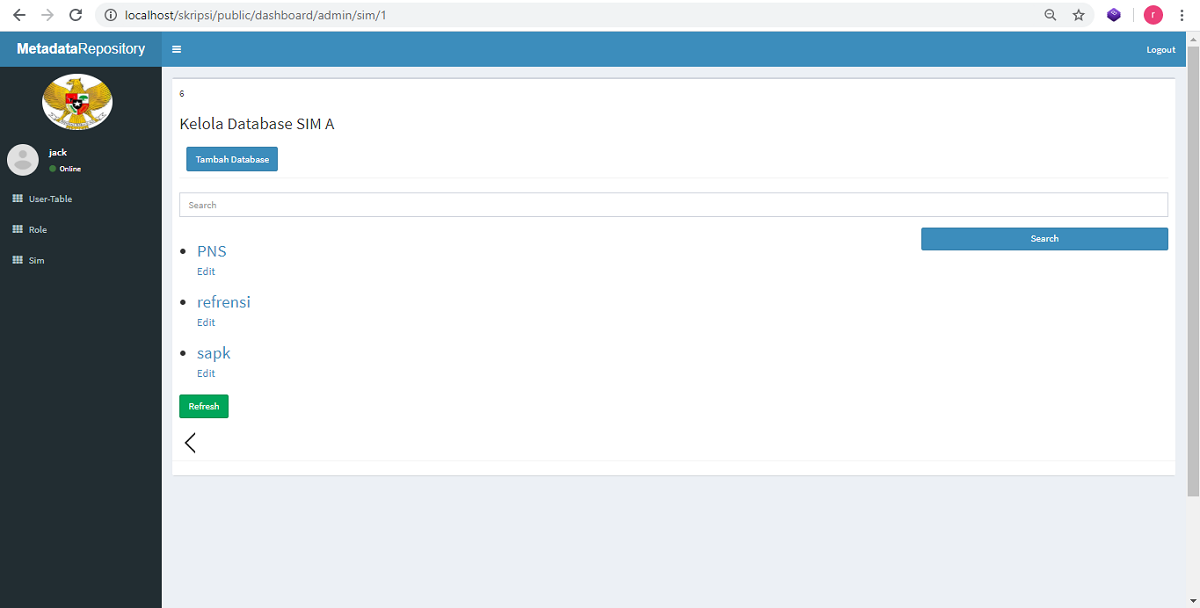 localhost/skripsi/public/dashboard/admin/sim/1
r
MetadataRepository
Logout
jack
Online
User-Table
Role
Sim
6
Kelola Database SIM A
Tambah Database
Search
Search
PNS
Edit
refrensi
Edit
sapk
Edit
Refresh